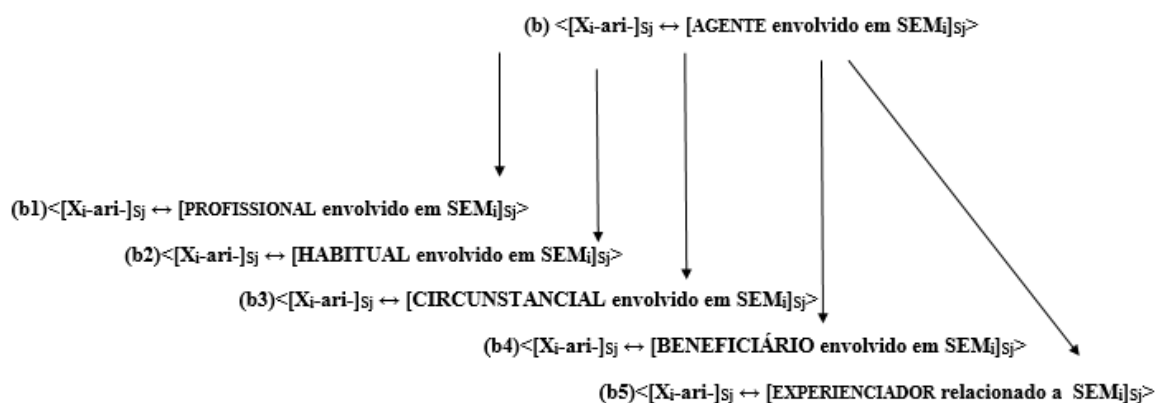 (b) <[Xi-ari-]Sj ↔ [AGENTE envolvido em SEMi]Sj>
(b1)<[Xi-ari-]Sj ↔ [PROFISSIONAL envolvido em SEMi]Sj>
(b2)<[Xi-ari-]Sj ↔ [HABITUAL envolvido em SEMi]Sj>
(b3)<[Xi-ari-]Sj ↔ [CIRCUNSTANCIAL envolvido em SEMi]Sj>
(b4)<[Xi-ari-]Sj ↔ [BENEFICIÁRIO envolvido em SEMi]Sj>
(b5)<[Xi-ari-]Sj ↔ [EXPERIENCIADOR relacionado a SEMi]Sj>